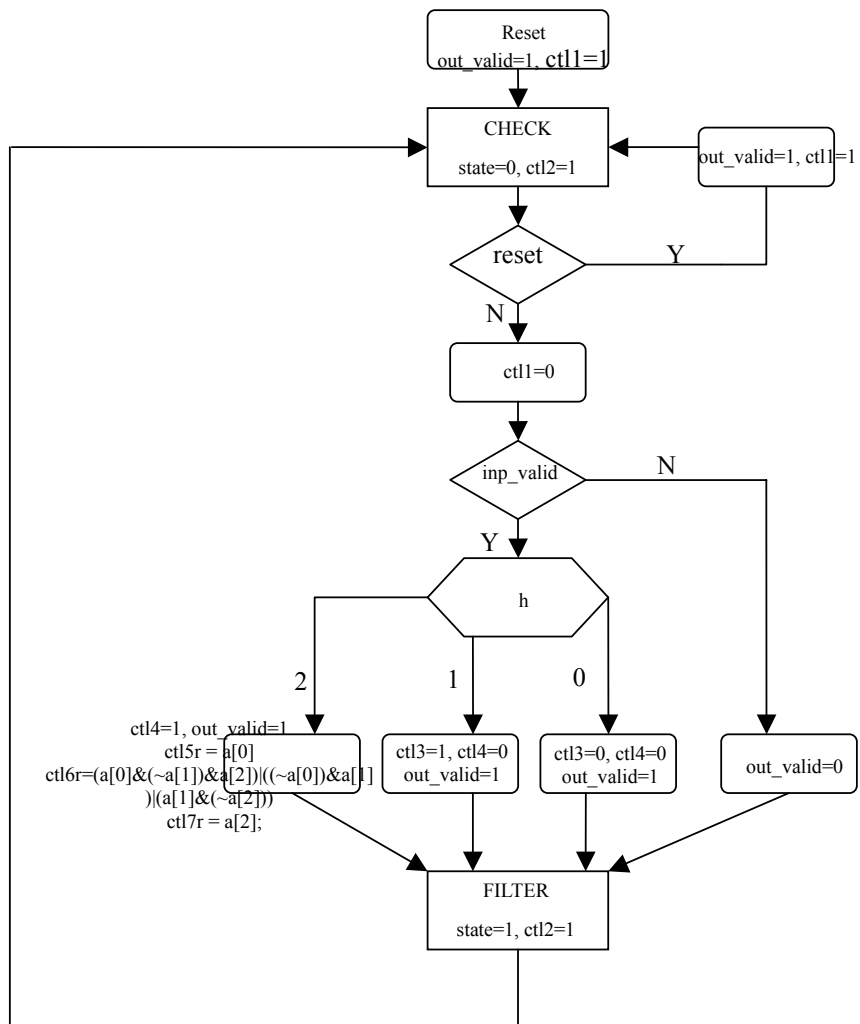 Reset
out_valid=1, ctl1=1
CHECK
state=0, ctl2=1
out_valid=1, ctl1=1
reset
Y
N
ctl1=0
inp_valid
N
Y
h
2
1
0
ctl4=1, out_valid=1
ctl5r = a[0]
ctl6r=(a[0]&(~a[1])&a[2])|((~a[0])&a[1]
)|(a[1]&(~a[2]))
ctl7r = a[2];
ctl3=1, ctl4=0
out_valid=1
ctl3=0, ctl4=0
out_valid=1
out_valid=0
FILTER
state=1, ctl2=1